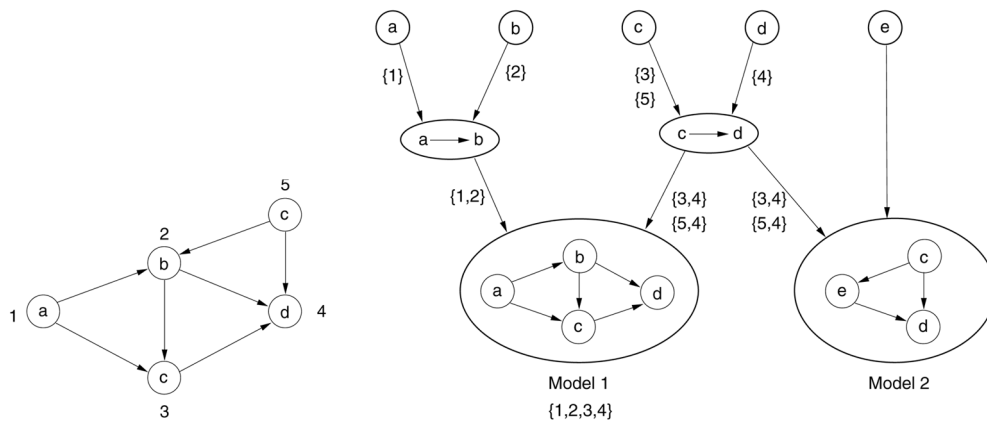 a b c d e
{1} {2} {3} {4}
{5}
a b c d
{1,2} {3,4} {3,4}
{5,4} {5,4}
5
c
2
b
1 a d 4
c
3
b
a d
c
c
e
d
Model 1 Model 2
{1,2,3,4}